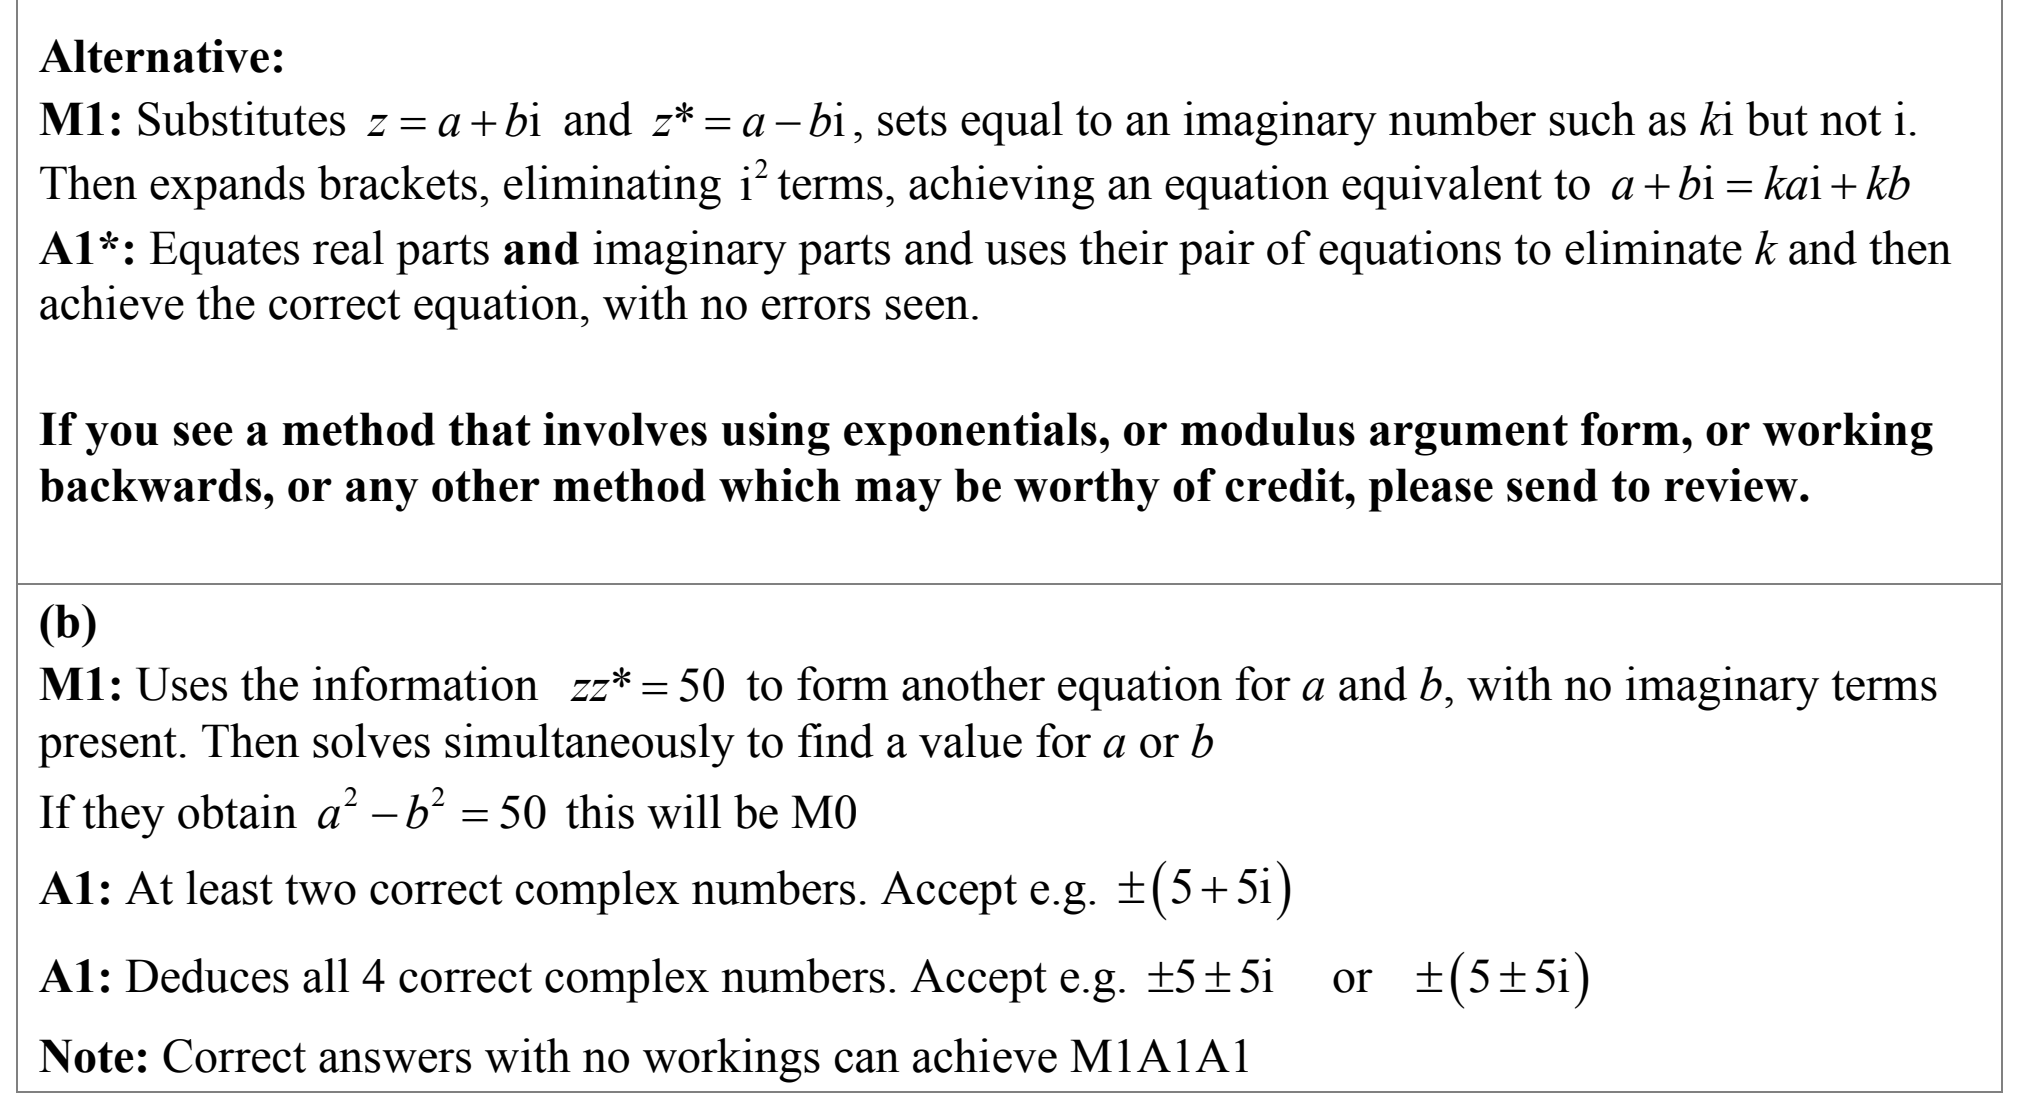 Alternative:
M1: Substitutes z = a + bi and z* = a − bi, sets equal to an imaginary number such as ki but not i.
Then expands brackets, eliminating i² terms, achieving an equation equivalent to a + bi = kai + kb
A1*: Equates real parts and imaginary parts and uses their pair of equations to eliminate k and then
achieve the correct equation, with no errors seen.
If you see a method that involves using exponentials, or modulus argument form, or working
backwards, or any other method which may be worthy of credit, please send to review.
(b)
M1: Uses the information zz* = 50 to form another equation for a and b, with no imaginary terms
present. Then solves simultaneously to find a value for a or b
If they obtain a² − b² = 50 this will be M0
A1: At least two correct complex numbers. Accept e.g. ±(5 + 5i)
A1: Deduces all 4 correct complex numbers. Accept e.g. ±5 ± 5i or ±(5 ± 5i)
Note: Correct answers with no workings can achieve M1A1A1